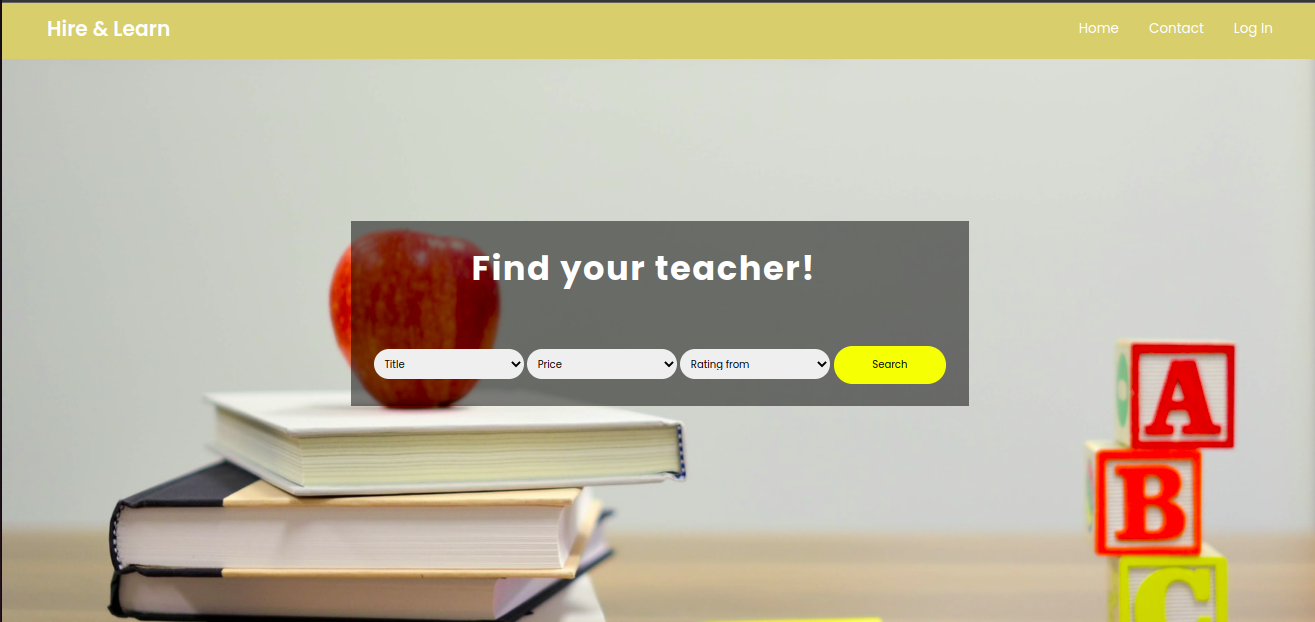 Hire & Learn
Home Contact Log In
Find your teacher!
Title Price Rating from Search
A
B
C